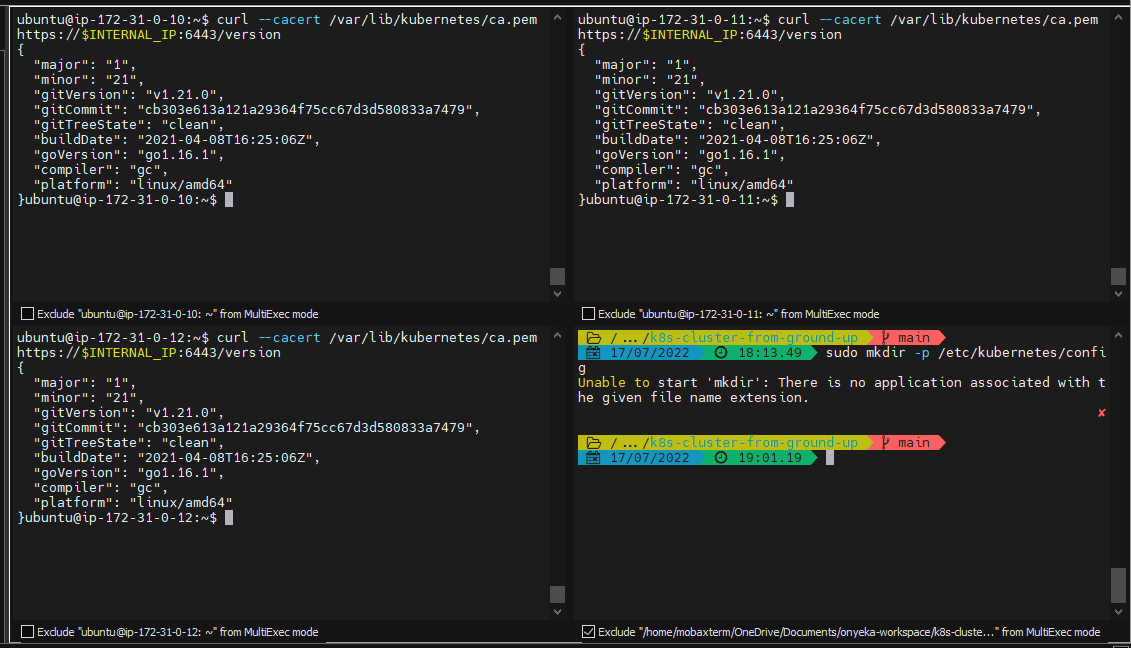 ubuntu@ip-172-31-0-10:~$ curl --cacert /var/lib/kubernetes/ca.pem
https://$INTERNAL_IP:6443/version
{
  "major": "1",
  "minor": "21",
  "gitVersion": "v1.21.0",
  "gitCommit": "cb303e613a121a29364f75cc67d3d580833a7479",
  "gitTreeState": "clean",
  "buildDate": "2021-04-08T16:25:06Z",
  "goVersion": "go1.16.1",
  "compiler": "gc",
  "platform": "linux/amd64"
}ubuntu@ip-172-31-0-10:~$
Exclude "ubuntu@ip-172-31-0-10: ~" from MultiExec mode
ubuntu@ip-172-31-0-11:~$ curl --cacert /var/lib/kubernetes/ca.pem
https://$INTERNAL_IP:6443/version
{
  "major": "1",
  "minor": "21",
  "gitVersion": "v1.21.0",
  "gitCommit": "cb303e613a121a29364f75cc67d3d580833a7479",
  "gitTreeState": "clean",
  "buildDate": "2021-04-08T16:25:06Z",
  "goVersion": "go1.16.1",
  "compiler": "gc",
  "platform": "linux/amd64"
}ubuntu@ip-172-31-0-11:~$
Exclude "ubuntu@ip-172-31-0-11: ~" from MultiExec mode
ubuntu@ip-172-31-0-12:~$ curl --cacert /var/lib/kubernetes/ca.pem
https://$INTERNAL_IP:6443/version
{
  "major": "1",
  "minor": "21",
  "gitVersion": "v1.21.0",
  "gitCommit": "cb303e613a121a29364f75cc67d3d580833a7479",
  "gitTreeState": "clean",
  "buildDate": "2021-04-08T16:25:06Z",
  "goVersion": "go1.16.1",
  "compiler": "gc",
  "platform": "linux/amd64"
}ubuntu@ip-172-31-0-12:~$
Exclude "ubuntu@ip-172-31-0-12: ~" from MultiExec mode
/.../k8s-cluster-from-ground-up main
17/07/2022 18:13.49 sudo mkdir -p /etc/kubernetes/confi
g
Unable to start 'mkdir': There is no application associated with t
he given file name extension.
✘
/.../k8s-cluster-from-ground-up main
17/07/2022 19:01.19
Exclude "/home/mobaxterm/OneDrive/Documents/onyeka-workspace/k8s-cluste..." from MultiExec mode